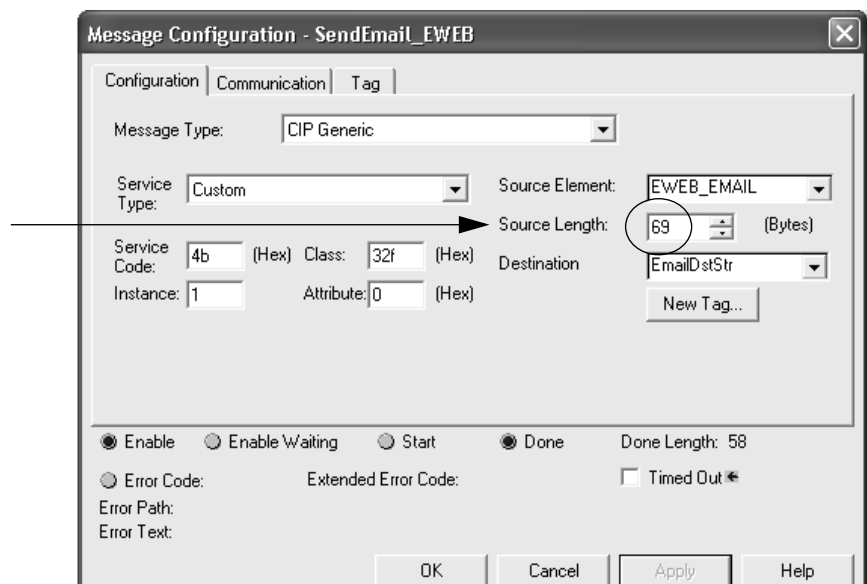 Message Configuration - SendEmail_EWEB
Configuration Communication Tag
Message Type: CIP Generic
Service Type: Custom
Source Element: EWEB_EMAIL
Source Length: 69 (Bytes)
Service Code: 4b (Hex) Class: 32f (Hex)
Destination EmailDstStr
Instance: 1 Attribute: 0 (Hex)
New Tag...
Enable Enable Waiting Start Done Done Length: 58
Error Code: Extended Error Code: Timed Out
Error Path:
Error Text:
OK Cancel Apply Help